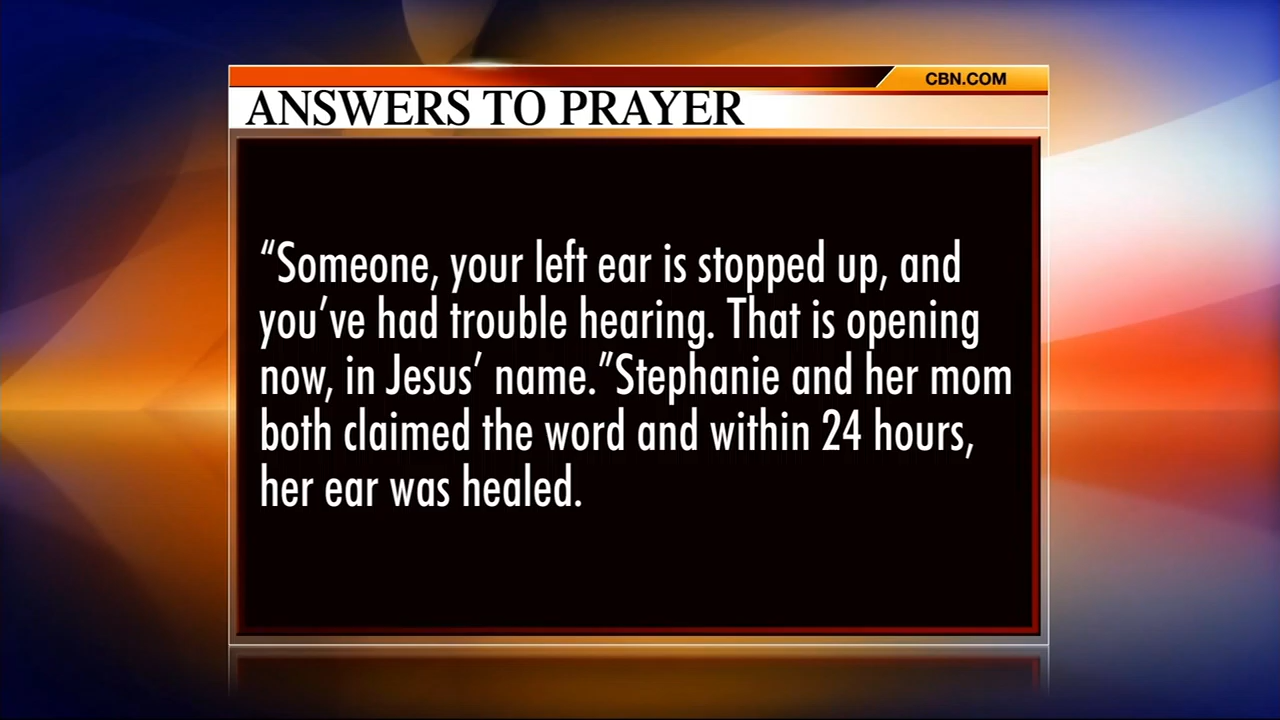 CBN.COM
ANSWERS TO PRAYER
“Someone, your left ear is stopped up, and
you’ve had trouble hearing. That is opening
now, in Jesus’ name.”Stephanie and her mom
both claimed the word and within 24 hours,
her ear was healed.